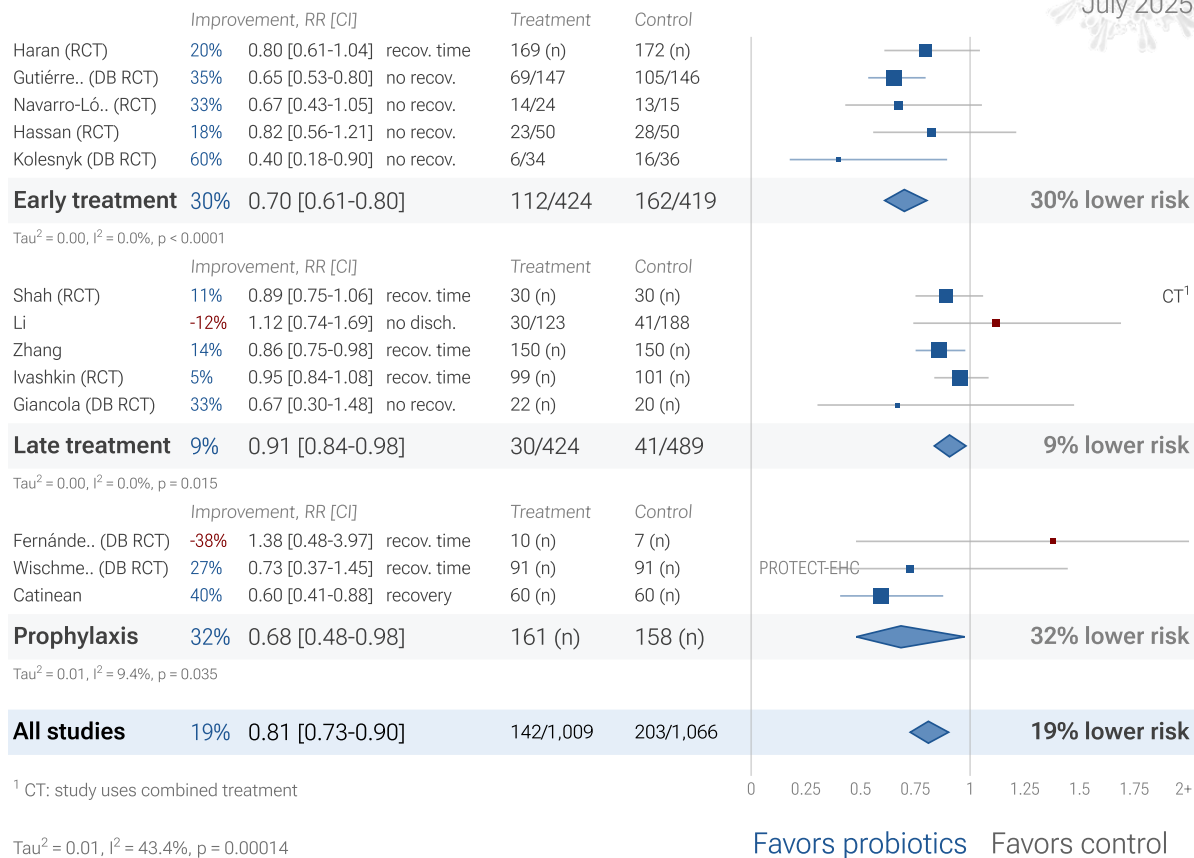 July 2025
Improvement, RR [CI] Treatment Control
Haran (RCT) 20% 0.80 [0.61-1.04] recov. time 169 (n) 172 (n)
Gutiérre.. (DB RCT) 35% 0.65 [0.53-0.80] no recov. 69/147 105/146
Navarro-Ló.. (RCT) 33% 0.67 [0.43-1.05] no recov. 14/24 13/15
Hassan (RCT) 18% 0.82 [0.56-1.21] no recov. 23/50 28/50
Kolesnyk (DB RCT) 60% 0.40 [0.18-0.90] no recov. 6/34 16/36
Early treatment 30% 0.70 [0.61-0.80] 112/424 162/419 30% lower risk
Tau² = 0.00, I² = 0.0%, p < 0.0001
Improvement, RR [CI] Treatment Control
Shah (RCT) 11% 0.89 [0.75-1.06] recov. time 30 (n) 30 (n) CT¹
Li -12% 1.12 [0.74-1.69] no disch. 30/123 41/188
Zhang 14% 0.86 [0.75-0.98] recov. time 150 (n) 150 (n)
Ivashkin (RCT) 5% 0.95 [0.84-1.08] recov. time 99 (n) 101 (n)
Giancola (DB RCT) 33% 0.67 [0.30-1.48] no recov. 22 (n) 20 (n)
Late treatment 9% 0.91 [0.84-0.98] 30/424 41/489 9% lower risk
Tau² = 0.00, I² = 0.0%, p = 0.015
Improvement, RR [CI] Treatment Control
Fernánde.. (DB RCT) -38% 1.38 [0.48-3.97] recov. time 10 (n) 7 (n)
Wischme.. (DB RCT) 27% 0.73 [0.37-1.45] recov. time 91 (n) 91 (n) PROTECT-EHC
Catinean 40% 0.60 [0.41-0.88] recovery 60 (n) 60 (n)
Prophylaxis 32% 0.68 [0.48-0.98] 161 (n) 158 (n) 32% lower risk
Tau² = 0.01, I² = 9.4%, p = 0.035
All studies 19% 0.81 [0.73-0.90] 142/1,009 203/1,066 19% lower risk
¹ CT: study uses combined treatment
0 0.25 0.5 0.75 1 1.25 1.5 1.75 2+
Tau² = 0.01, I² = 43.4%, p = 0.00014
Favors probiotics Favors control